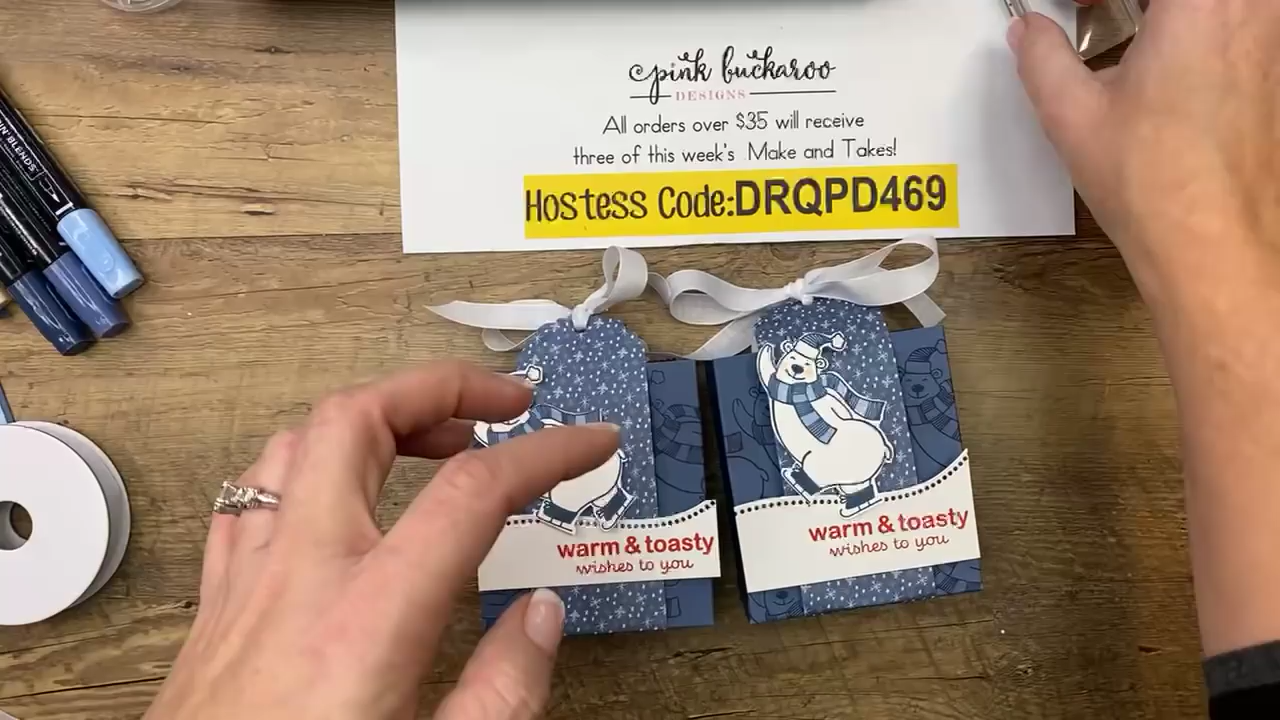 pink buckaroo
DESIGNS
All orders over $35 will receive
three of this week's Make and Takes!
Hostess Code:DRQPD469
warm & toasty
wishes to you
warm & toasty
wishes to you